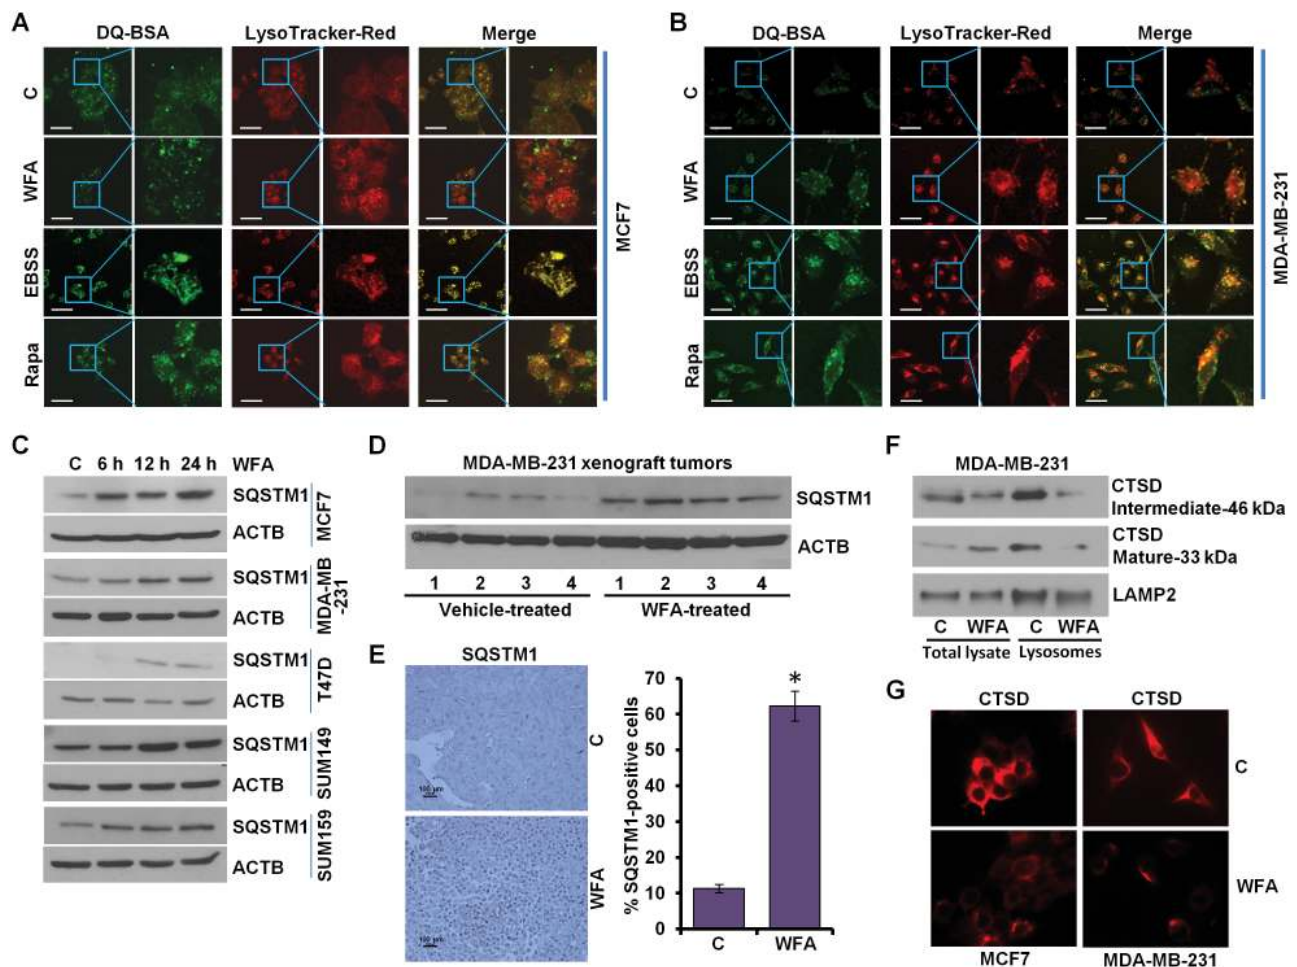 A
DQ-BSA LysoTracker-Red Merge
C
WFA
EBSS
Rapa
MCF7
B
DQ-BSA LysoTracker-Red Merge
C
WFA
EBSS
Rapa
MDA-MB-231
C
C 6 h 12 h 24 h WFA
SQSTM1
ACTB
MCF7
SQSTM1
ACTB
MDA-MB
-231
SQSTM1
ACTB
T47D
SQSTM1
ACTB
SUM149
SQSTM1
ACTB
SUM159
D
MDA-MB-231 xenograft tumors
SQSTM1
ACTB
1 2 3 4 1 2 3 4
Vehicle-treated WFA-treated
E
SQSTM1
C
100 µm
WFA
100 µm
% SQSTM1-positive cells
70
60
50
40
30
20
10
0
*
C WFA
F
MDA-MB-231
CTSD
Intermediate-46 kDa
CTSD
Mature-33 kDa
LAMP2
C WFA C WFA
Total lysate Lysosomes
G
CTSD CTSD
C
WFA
MCF7 MDA-MB-231